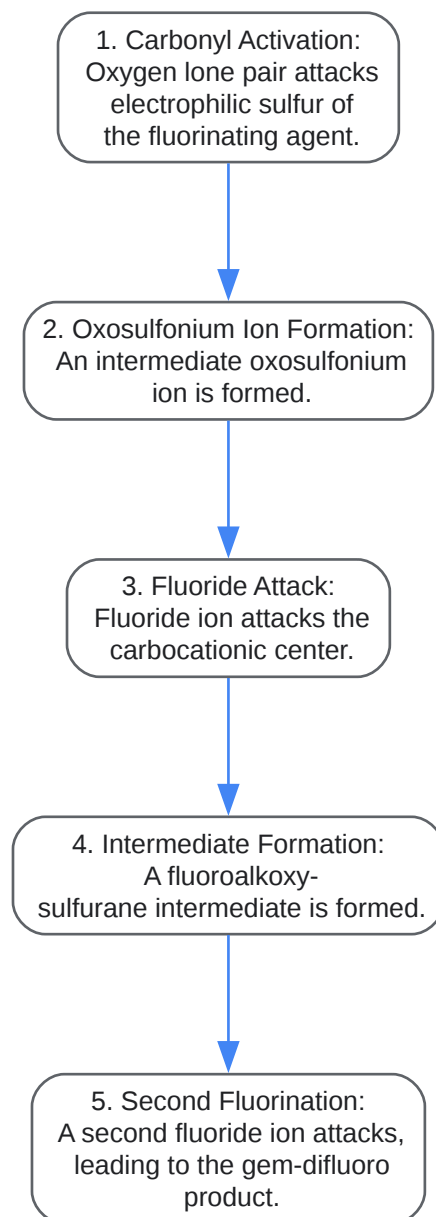 1. Carbonyl Activation:
Oxygen lone pair attacks
electrophilic sulfur of
the fluorinating agent.
2. Oxosulfonium Ion Formation:
An intermediate oxosulfonium
ion is formed.
3. Fluoride Attack:
Fluoride ion attacks the
carbocationic center.
4. Intermediate Formation:
A fluoroalkoxy-
sulfurane intermediate is formed.
5. Second Fluorination:
A second fluoride ion attacks,
leading to the gem-difluoro
product.